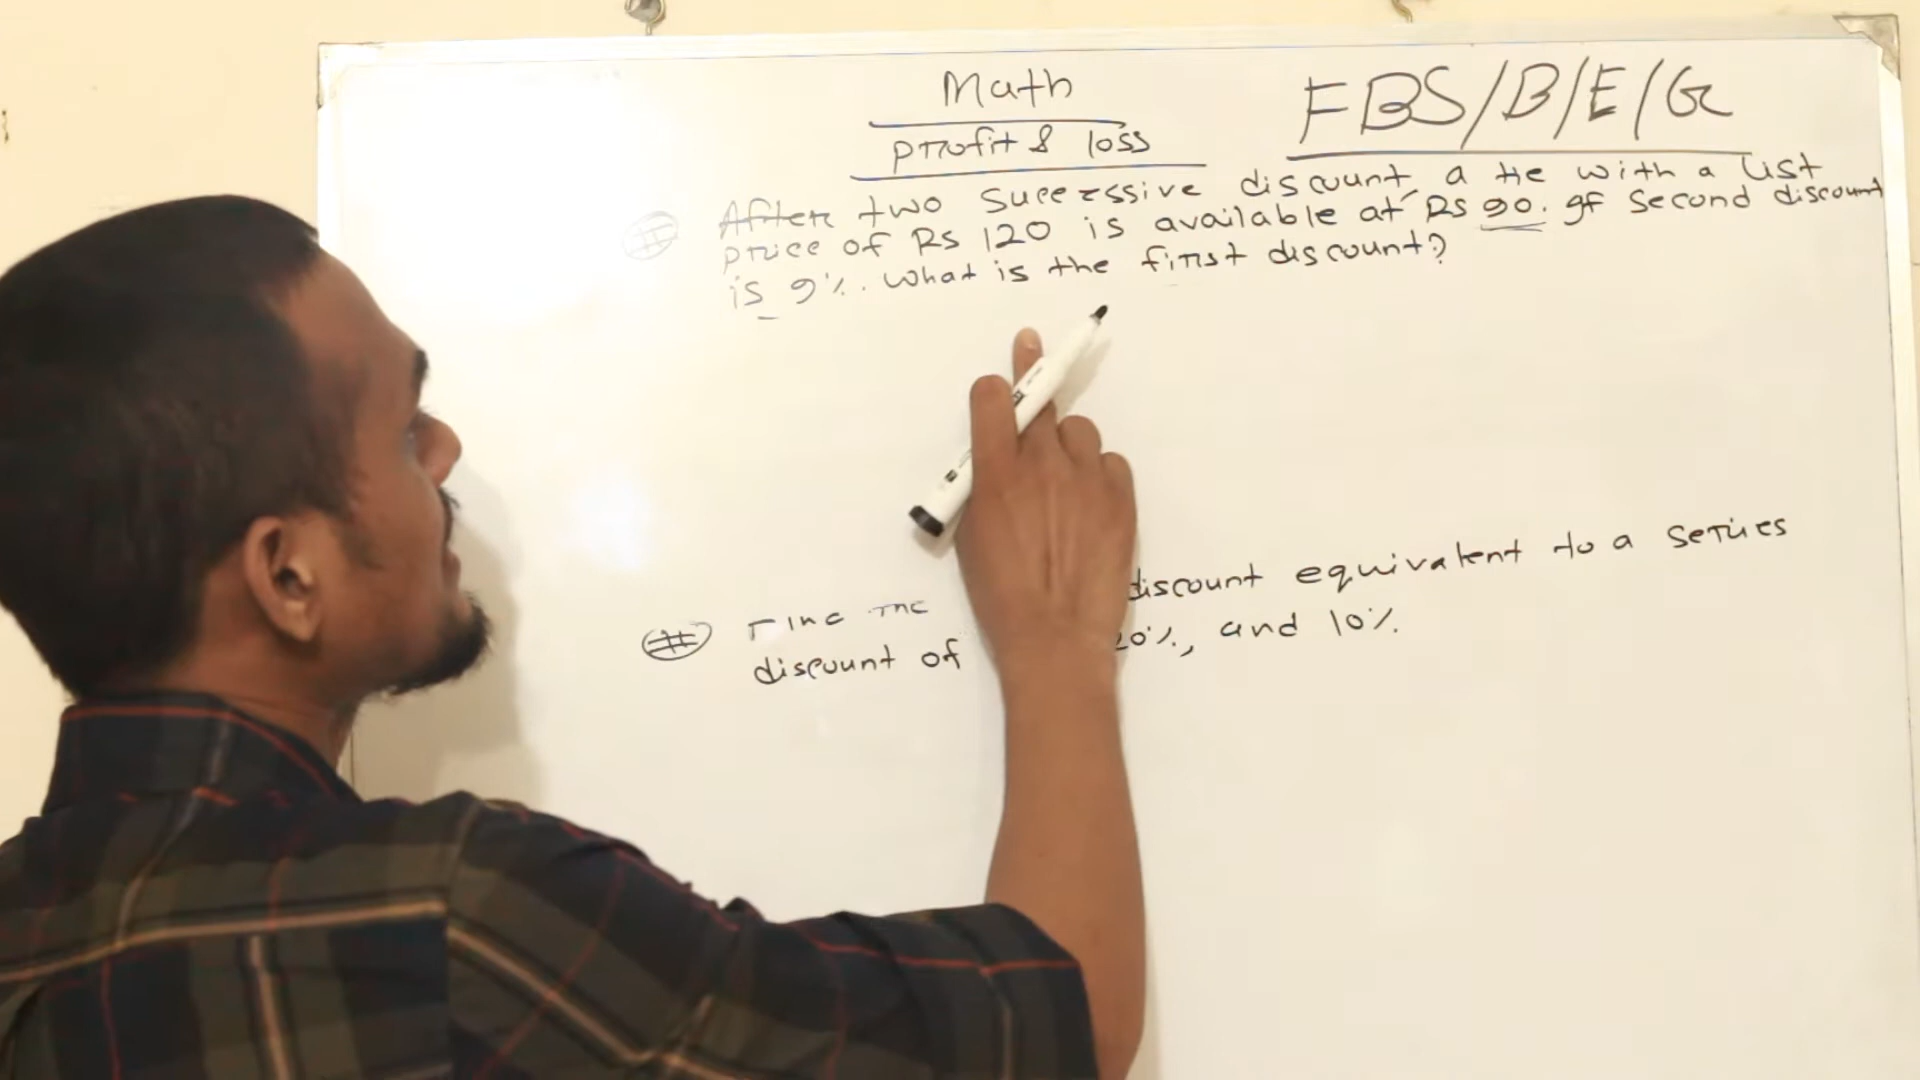 Math
FBS/B/E/G
profit & loss
After two Successive discount a tie with a list
price of Rs 120 is available at Rs 90. If Second discount
is 9%. What is the first discount?
Find the discount equivalent to a series
discount of 20%, and 10%